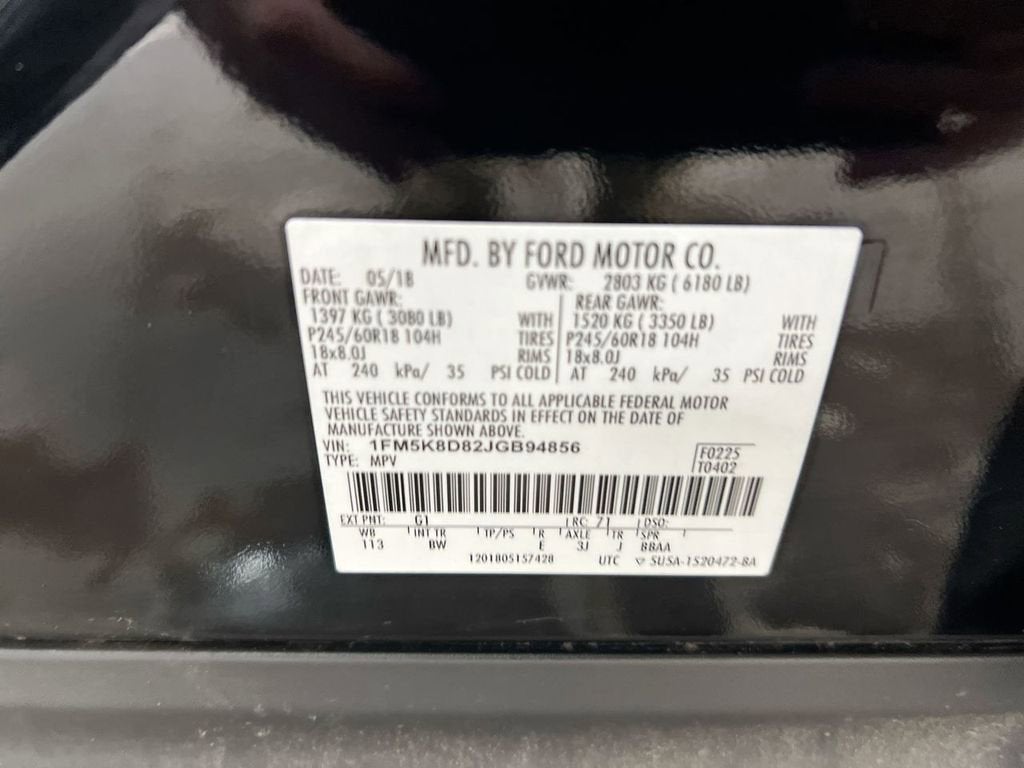 MFD. BY FORD MOTOR CO.
DATE: 05/18 GVWR: 2803 KG ( 6180 LB)
FRONT GAWR: REAR GAWR:
1397 KG ( 3080 LB) WITH 1520 KG ( 3350 LB) WITH
P245/60R18 104H TIRES P245/60R18 104H TIRES
18x8.0J RIMS 18x8.0J RIMS
AT 240 kPa/ 35 PSI COLD AT 240 kPa/ 35 PSI COLD
THIS VEHICLE CONFORMS TO ALL APPLICABLE FEDERAL MOTOR
VEHICLE SAFETY STANDARDS IN EFFECT ON THE DATE OF
MANUFACTURE SHOWN ABOVE.
VIN: 1FM5K8D82JGB94856 F0225
TYPE: MPV T0402
EXT PNT: G1 RC: 71 DSO:
WB INT TR TP/PS R AXLE TR SPR
113 BW E 3J J BBAA
1201805157428 UTC ▽ 5U5A-1520472-BA